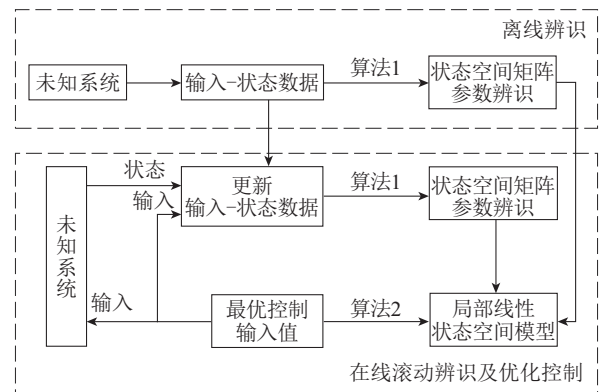 离线辨识
未知系统
输入-状态数据
算法1
状态空间矩阵
参数辨识
未知系统
状态
输入
更新
输入-状态数据
算法1
状态空间矩阵
参数辨识
输入
最优控制
输入值
算法2
局部线性
状态空间模型
在线滚动辨识及优化控制